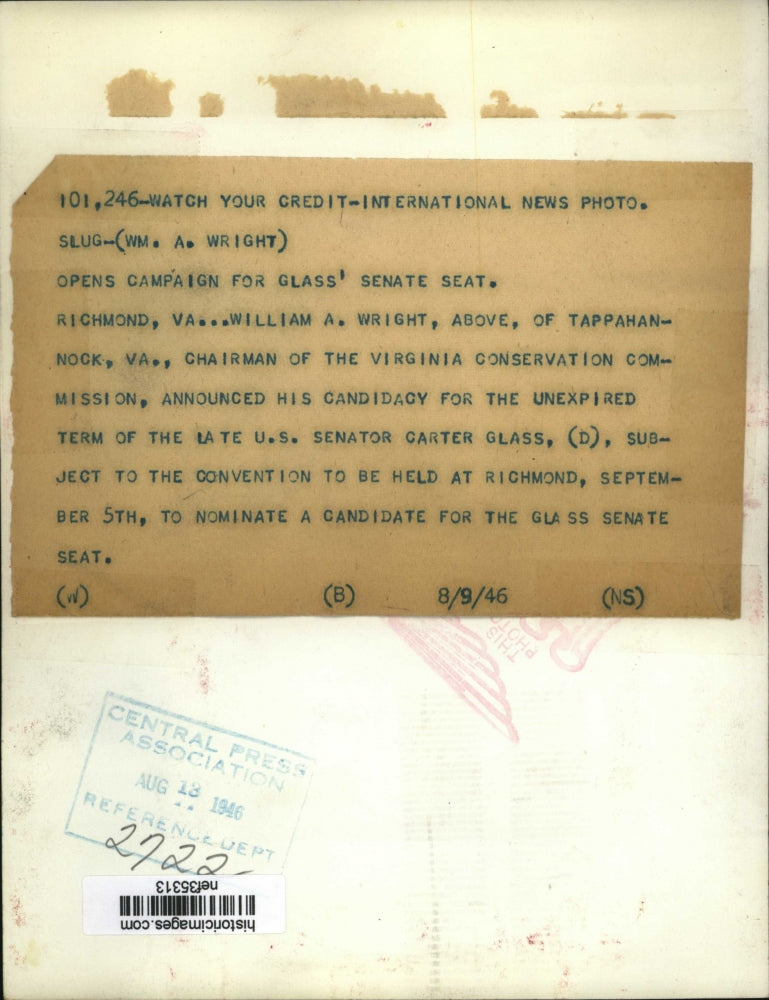 101,246-WATCH YOUR CREDIT-INTERNATIONAL NEWS PHOTO.
SLUG-(WM. A. WRIGHT)
OPENS CAMPAIGN FOR GLASS' SENATE SEAT.
RICHMOND, VA...WILLIAM A. WRIGHT, ABOVE, OF TAPPAHAN-
NOCK, VA., CHAIRMAN OF THE VIRGINIA CONSERVATION COM-
MISSION, ANNOUNCED HIS CANDIDACY FOR THE UNEXPIRED
TERM OF THE LATE U.S. SENATOR CARTER GLASS, (D), SUB-
JECT TO THE CONVENTION TO BE HELD AT RICHMOND, SEPTEM-
BER 5TH, TO NOMINATE A CANDIDATE FOR THE GLASS SENATE
SEAT.
(W) (B) 8/9/46 (NS)
THIS
PHOTO
CENTRAL PRESS
ASSOCIATION
AUG 13 1946
REFERENCE DEPT
2722
nef35313
historicimages.com